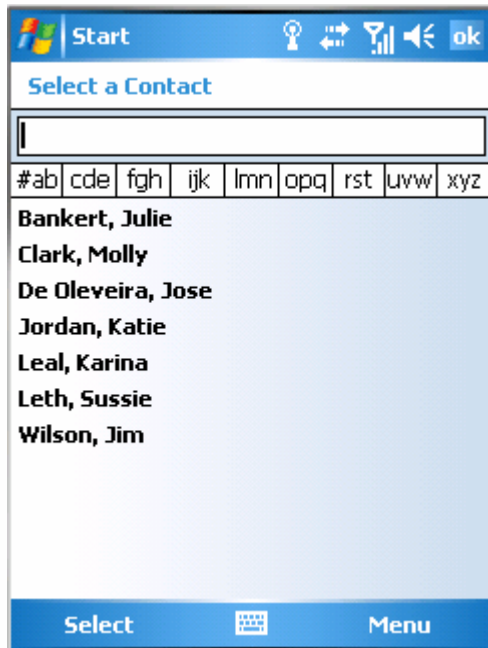 Start ok
Select a Contact
#ab cde fgh ijk lmn opq rst uvw xyz
Bankert, Julie
Clark, Molly
De Oleveira, Jose
Jordan, Katie
Leal, Karina
Leth, Sussie
Wilson, Jim
Select Menu